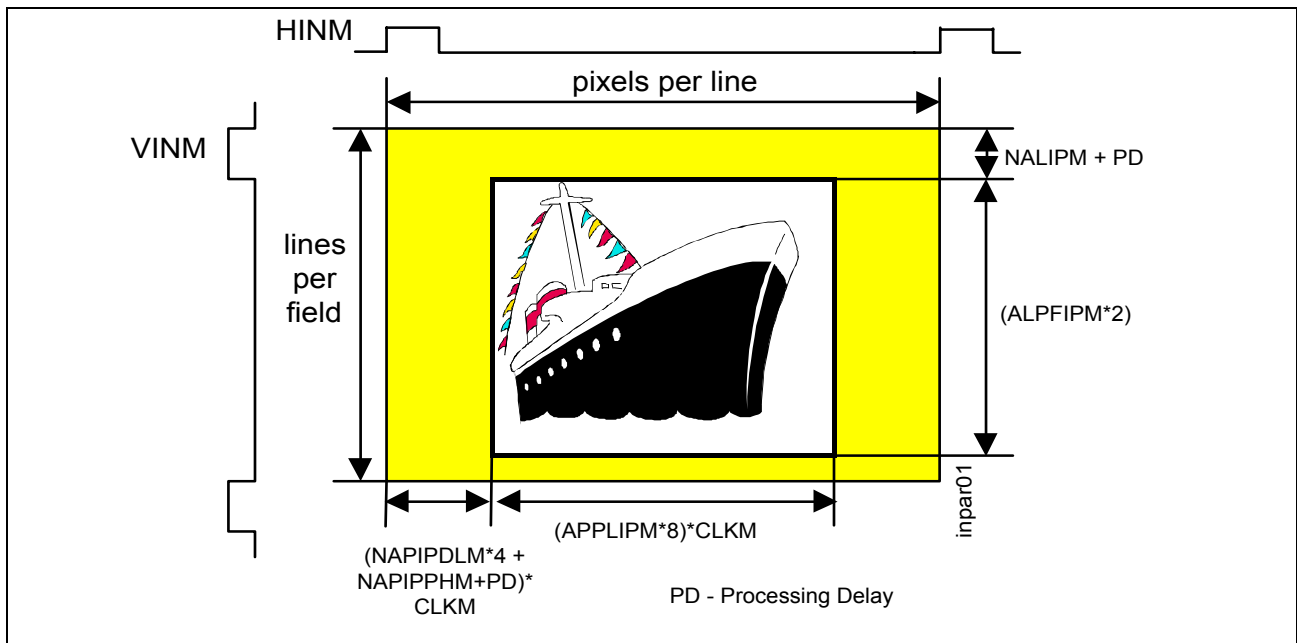 HINM
pixels per line
VINM
NALIPM + PD
lines
per
field
(ALPFIPM*2)
inpar01
(APPLIPM*8)*CLKM
(NAPIPDLM*4 +
NAPIPPHM+PD)*
CLKM
PD - Processing Delay